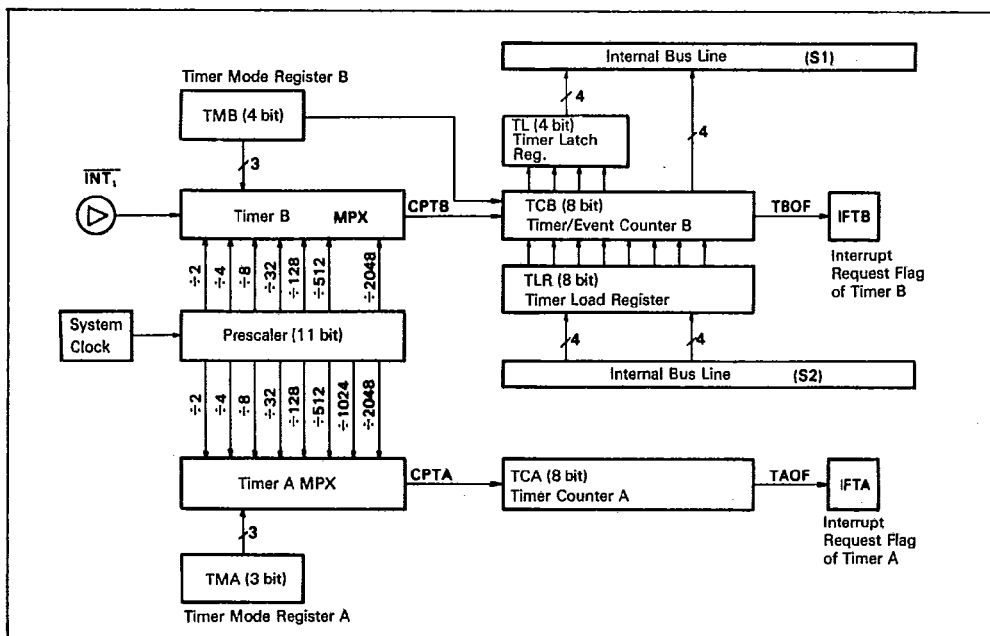 Internal Bus Line (S1)
Timer Mode Register B
TMB (4 bit)
4
TL (4 bit)
Timer Latch
Reg.
4
3
INT₁
Timer B MPX
CPTB
TCB (8 bit)
Timer/Event Counter B
TBOF
IFTB
Interrupt
Request Flag
of Timer B
÷2
÷4
÷8
÷32
÷128
÷512
÷2048
TLR (8 bit)
Timer Load Register
System
Clock
Prescaler (11 bit)
4
4
Internal Bus Line (S2)
÷2
÷4
÷8
÷32
÷128
÷512
÷1024
÷2048
Timer A MPX
CPTA
TCA (8 bit)
Timer Counter A
TAOF
IFTA
Interrupt
Request Flag
of Timer A
3
TMA (3 bit)
Timer Mode Register A